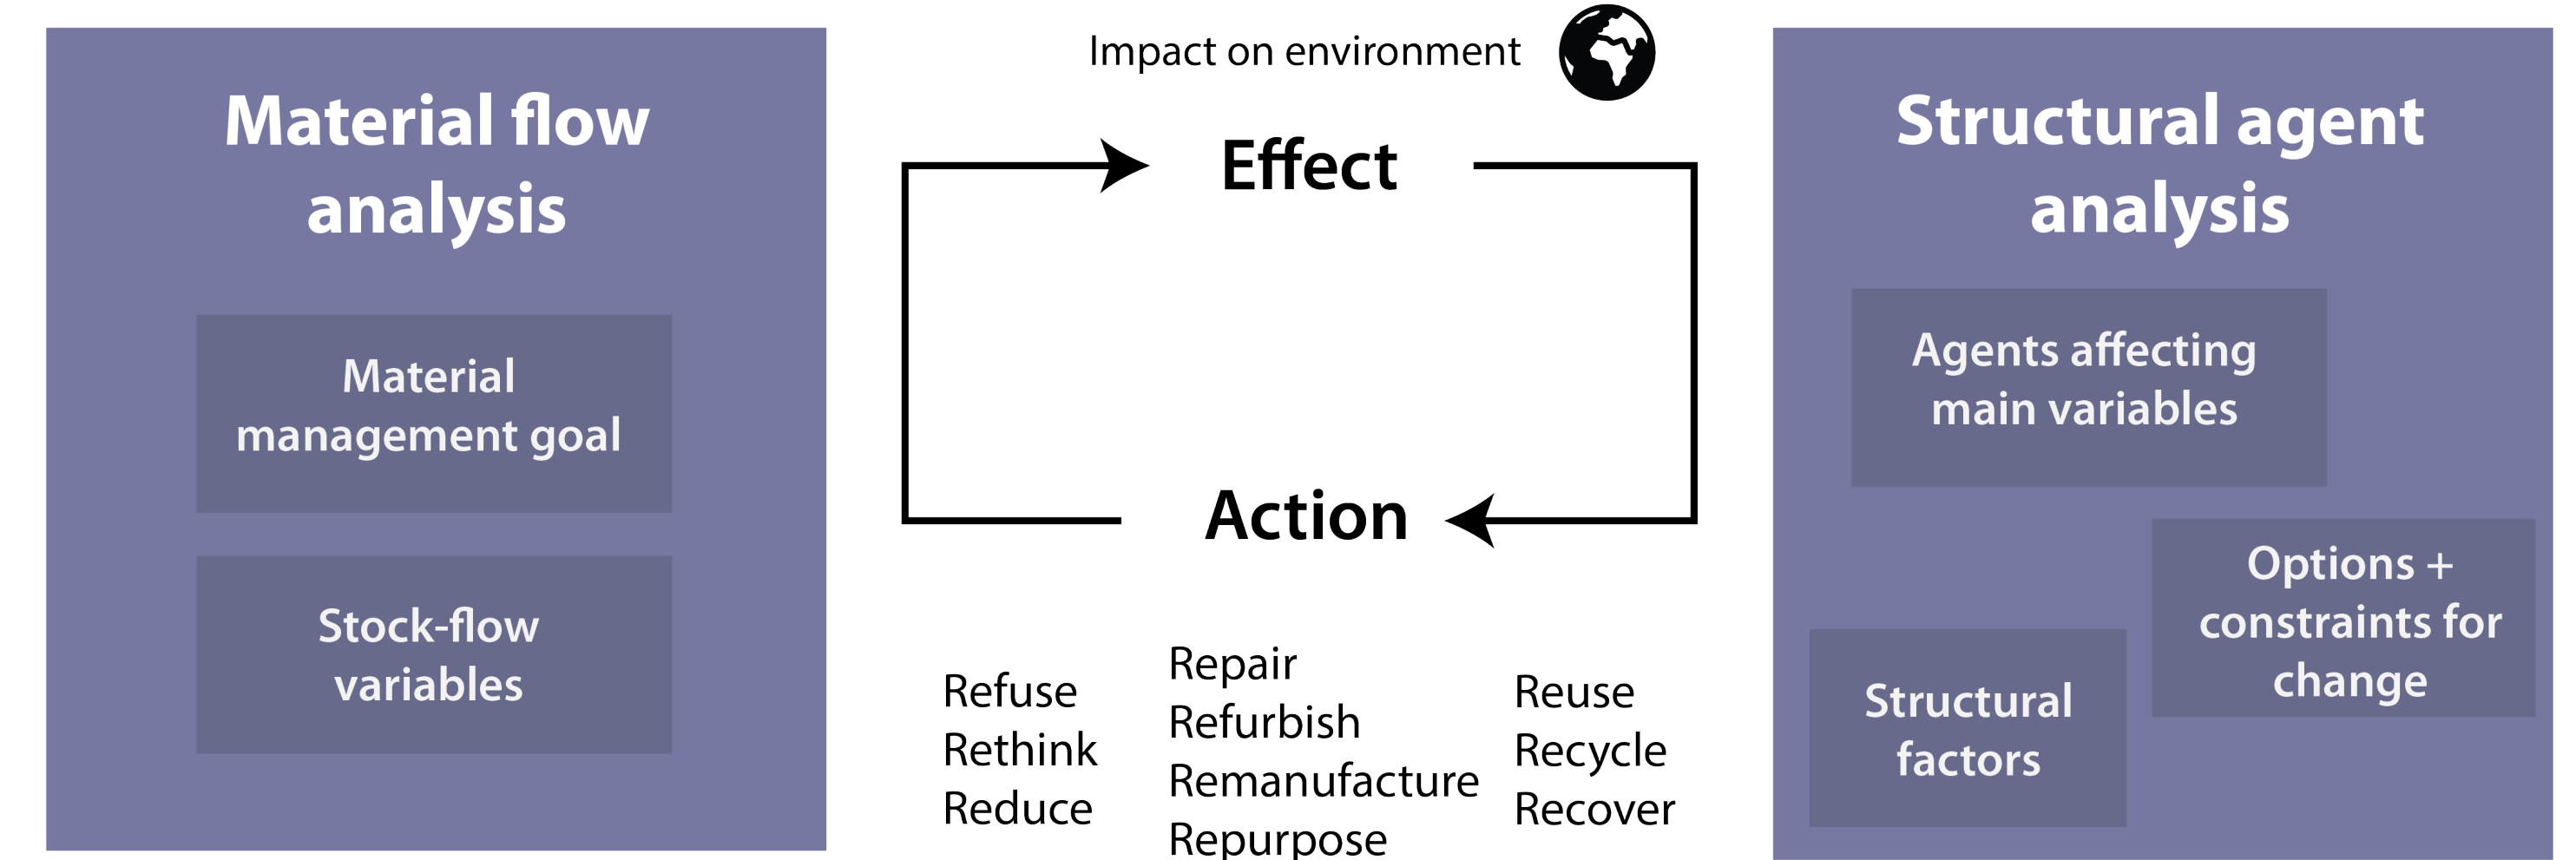 Material flow
analysis
Material
management goal
Stock-flow
variables
Impact on environment
Effect
Action
Refuse
Rethink
Reduce
Repair
Refurbish
Remanufacture
Repurpose
Reuse
Recycle
Recover
Structural agent
analysis
Agents affecting
main variables
Options +
constraints for
change
Structural
factors